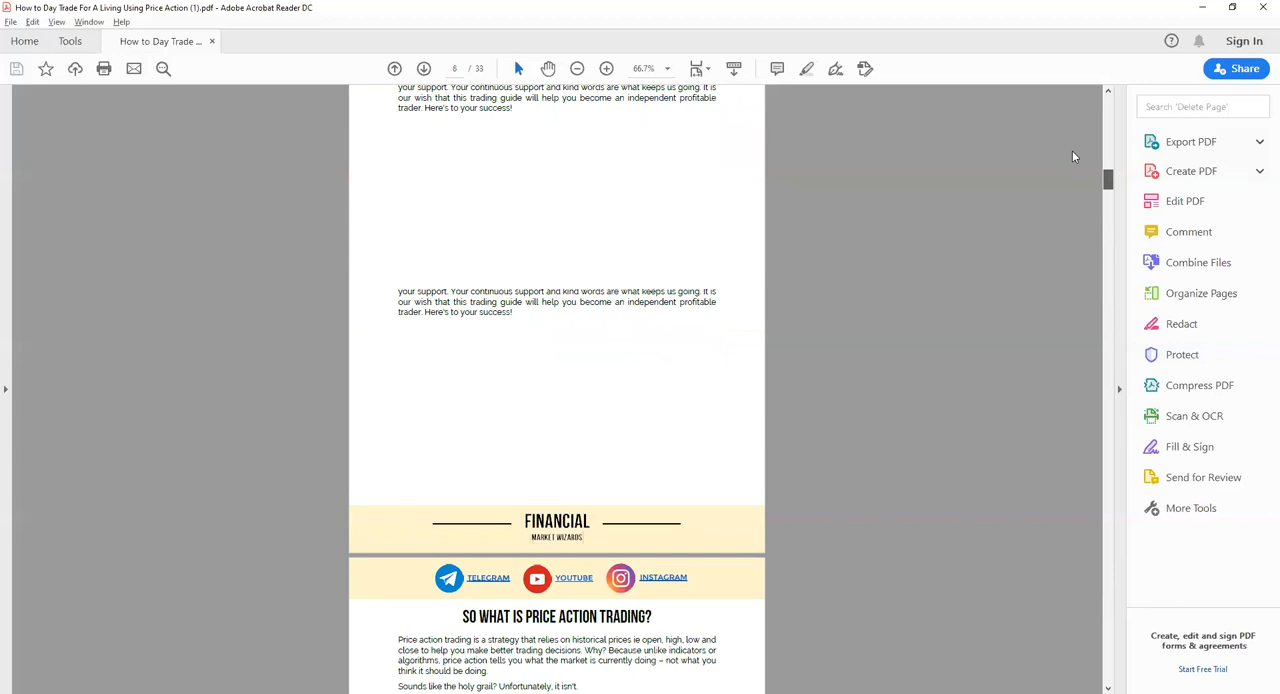 How to Day Trade For A Living Using Price Action (1).pdf - Adobe Acrobat Reader DC
File Edit View Window Help
Home Tools How to Day Trade ... × Sign In
6 / 33 66.7% Share
your support. Your continuous support and kind words are what keeps us going. It is
our wish that this trading guide will help you become an independent profitable
trader. Here's to your success!
your support. Your continuous support and kind words are what keeps us going. It is
our wish that this trading guide will help you become an independent profitable
trader. Here's to your success!
FINANCIAL
MARKET WIZARDS
TELEGRAM YOUTUBE INSTAGRAM
SO WHAT IS PRICE ACTION TRADING?
Price action trading is a strategy that relies on historical prices ie open, high, low and
close to help you make better trading decisions. Why? Because unlike indicators or
algorithms, price action tells you what the market is currently doing – not what you
think it should be doing.
Sounds like the holy grail? Unfortunately, it isn't.
Search 'Delete Page'
Export PDF
Create PDF
Edit PDF
Comment
Combine Files
Organize Pages
Redact
Protect
Compress PDF
Scan & OCR
Fill & Sign
Send for Review
More Tools
Create, edit and sign PDF
forms & agreements
Start Free Trial